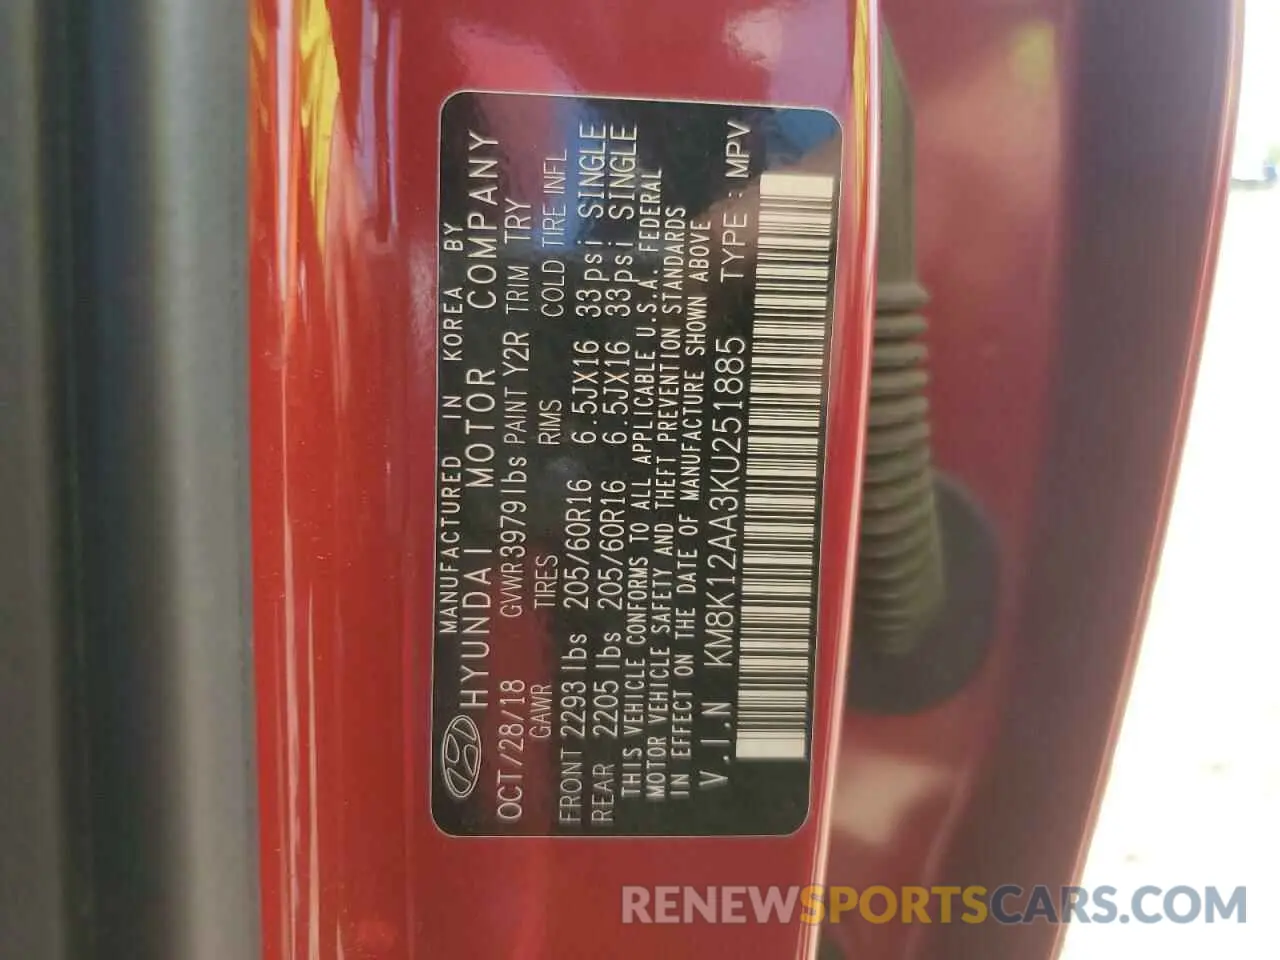 MANUFACTURED IN KOREA BY
HYUNDAI MOTOR COMPANY
OCT/28/18 GVWR3979lbs PAINT Y2R TRIM TRY
GAWR TIRES RIMS COLD TIRE INFL
FRONT 2293 lbs 205/60R16 6.5JX16 33psi SINGLE
REAR 2205 lbs 205/60R16 6.5JX16 33psi SINGLE
THIS VEHICLE CONFORMS TO ALL APPLICABLE U.S.A. FEDERAL
MOTOR VEHICLE SAFETY AND THEFT PREVENTION STANDARDS
IN EFFECT ON THE DATE OF MANUFACTURE SHOWN ABOVE
V.I.N KM8K12AA3KU251885 TYPE : MPV
RENEWSPORTSCARS.COM